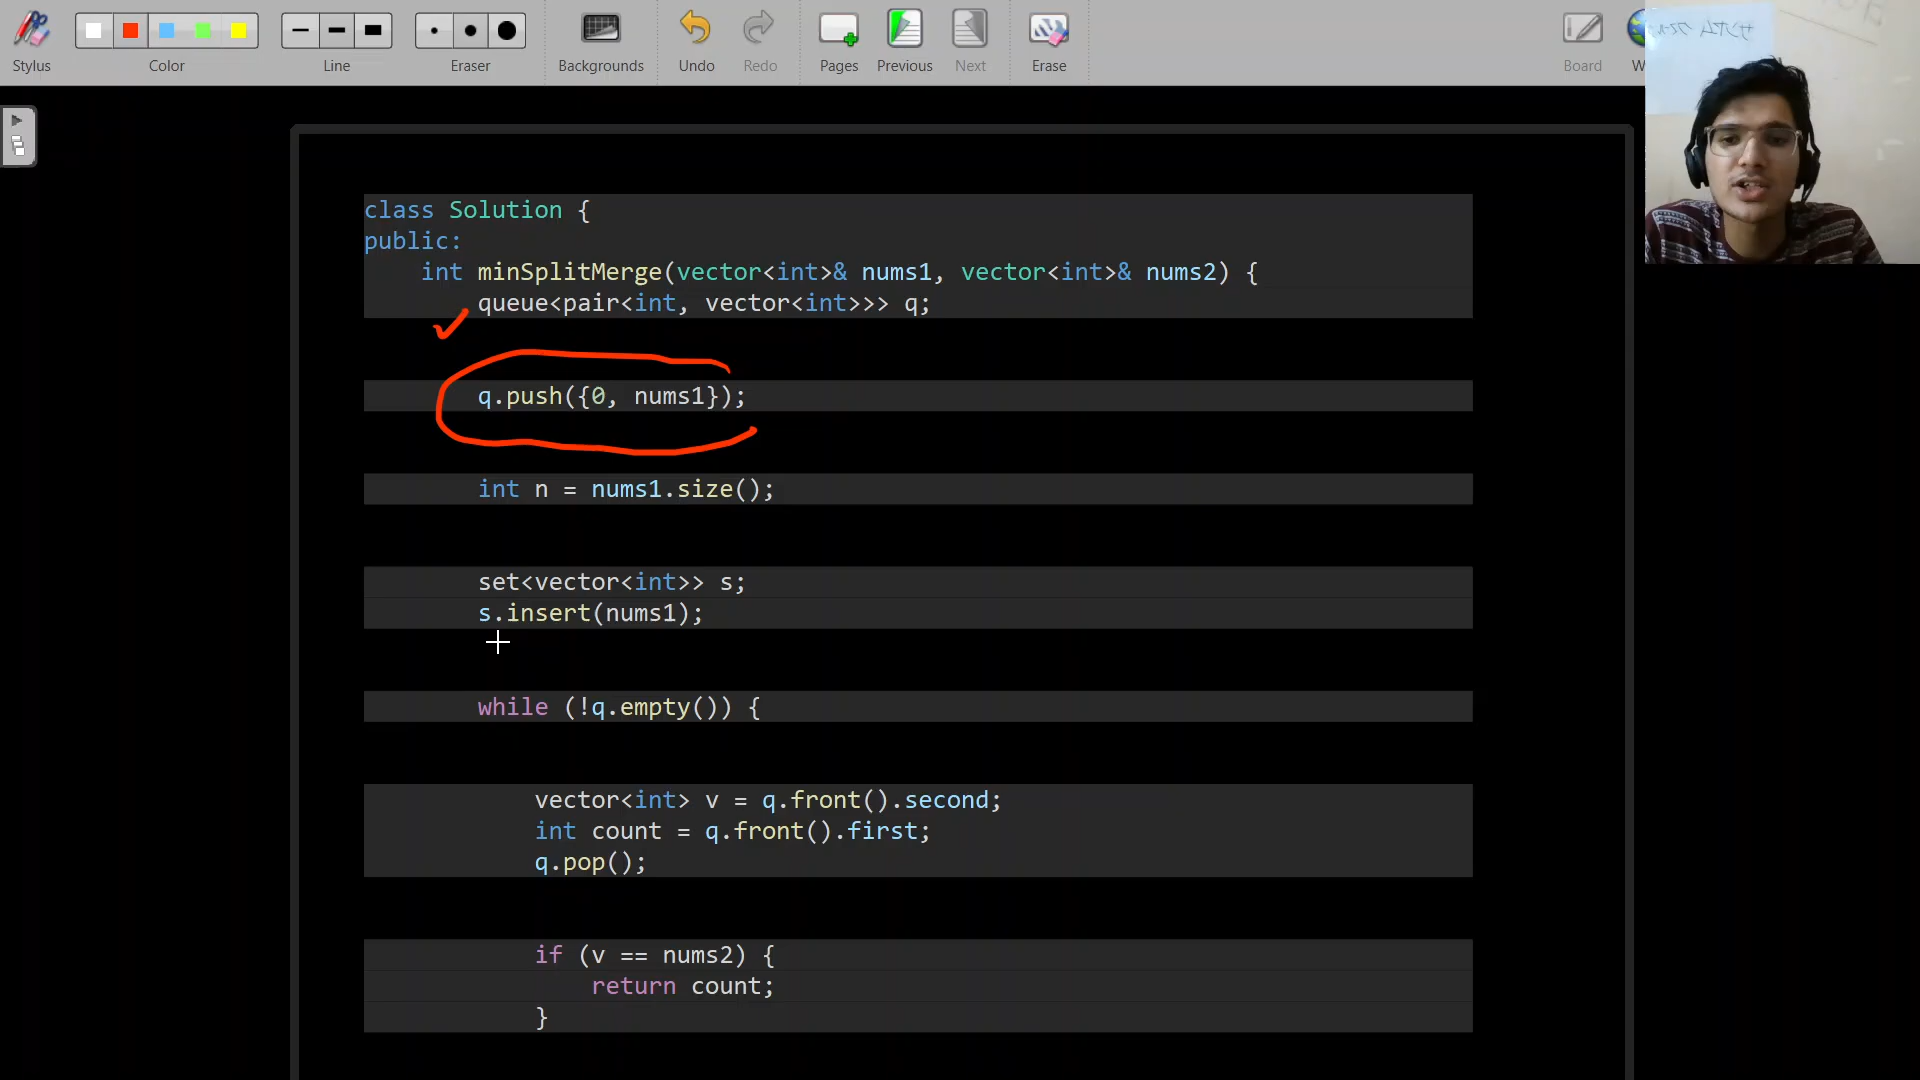 Stylus
Color
Line
Eraser
Backgrounds
Undo
Redo
Pages
Previous
Next
Erase
Board
class Solution {
public:
    int minSplitMerge(vector<int>& nums1, vector<int>& nums2) {
        queue<pair<int, vector<int>>> q;
        q.push({0, nums1});
        int n = nums1.size();
        set<vector<int>> s;
        s.insert(nums1);
        while (!q.empty()) {
            vector<int> v = q.front().second;
            int count = q.front().first;
            q.pop();
            if (v == nums2) {
                return count;
            }